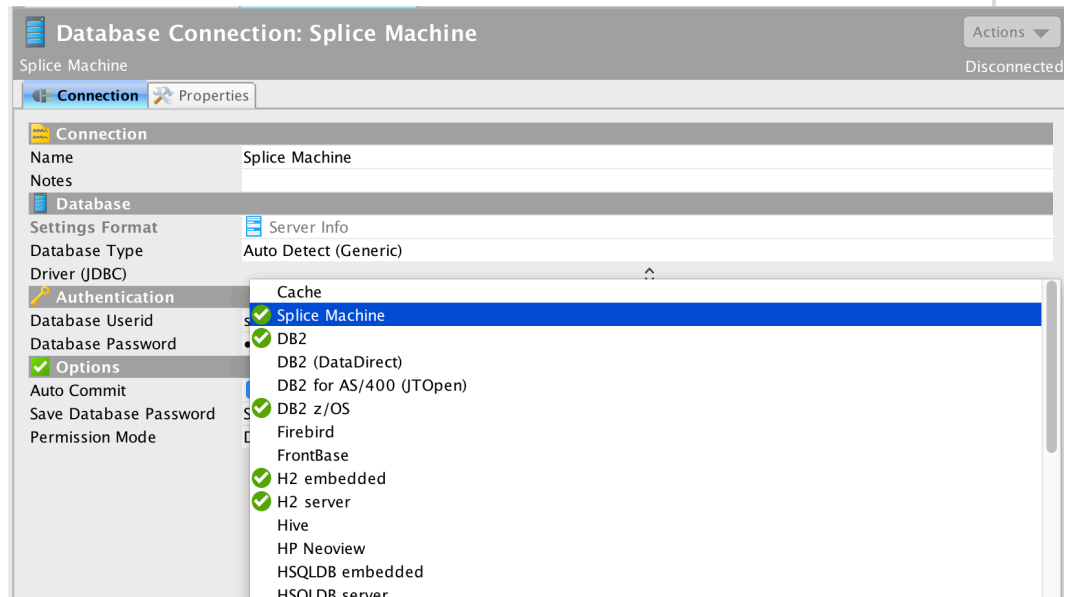 Database Connection: Splice Machine
Actions
Splice Machine
Disconnected
Connection
Properties
Connection
Name Splice Machine
Notes
Database
Settings Format Server Info
Database Type Auto Detect (Generic)
Driver (JDBC)
Cache
Authentication
Splice Machine
Database Userid s
DB2
Database Password
DB2 (DataDirect)
Options
DB2 for AS/400 (JTOpen)
Auto Commit
DB2 z/OS
Save Database Password S
Firebird
Permission Mode
FrontBase
H2 embedded
H2 server
Hive
HP Neoview
HSQLDB embedded
HSQLDB server